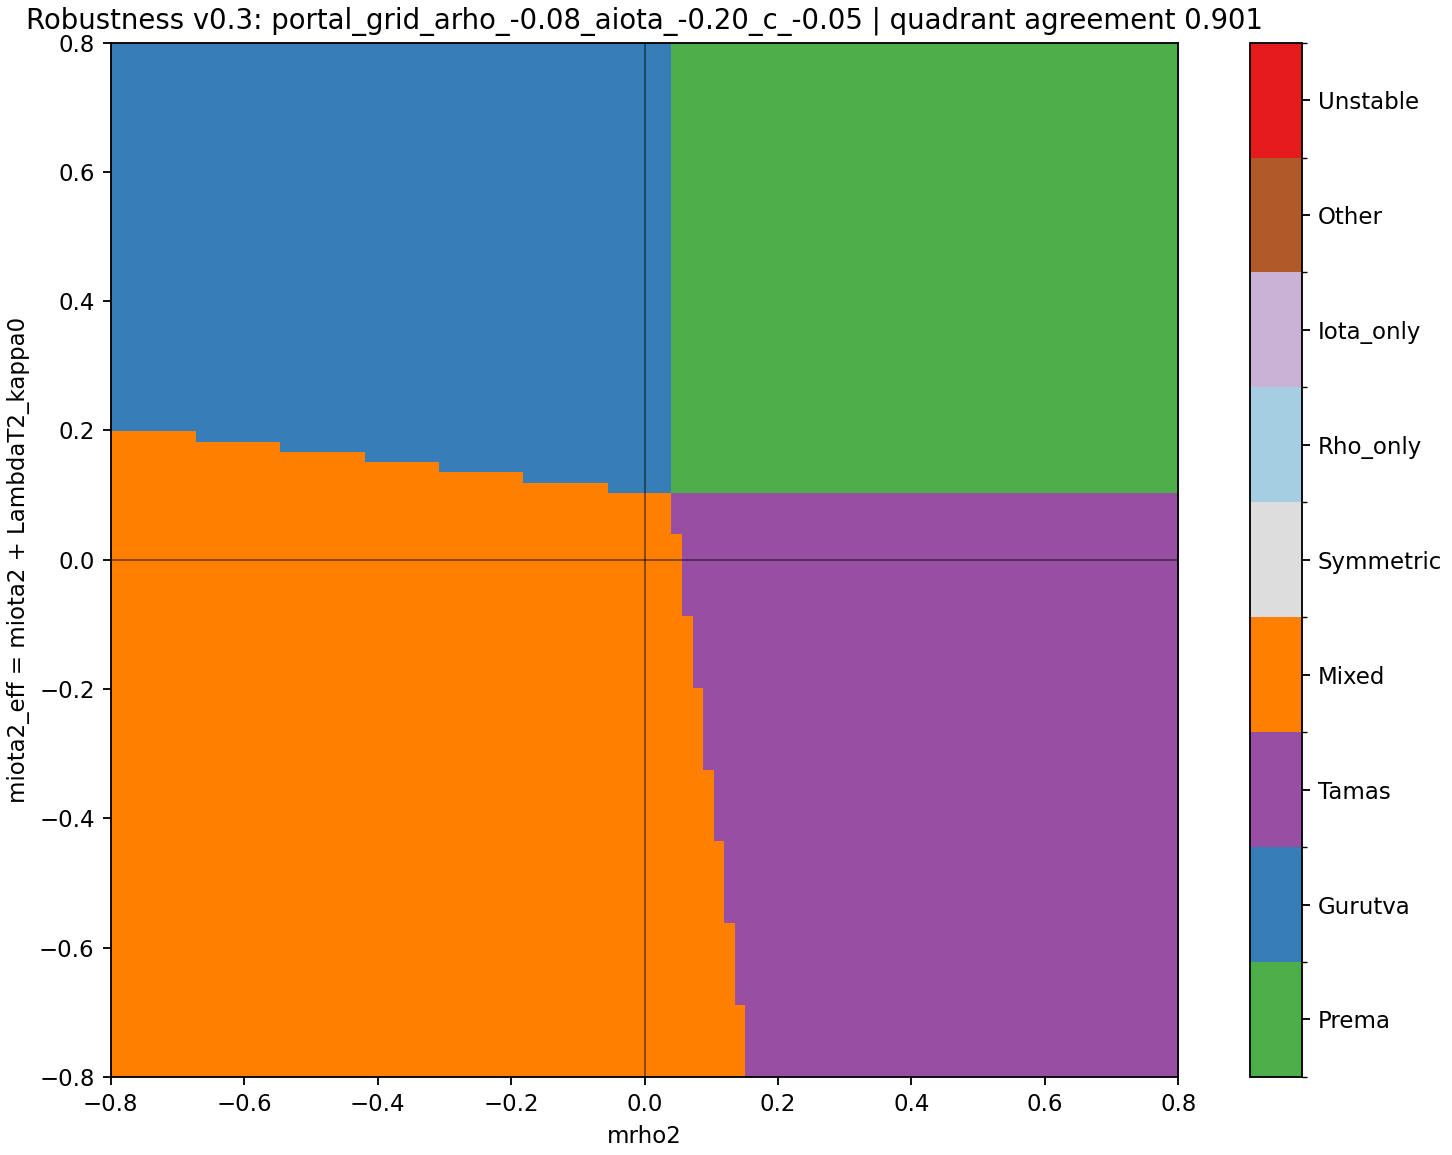 Robustness v0.3: portal_grid_arho_-0.08_aiota_-0.20_c_-0.05 | quadrant agreement 0.901
miota2_eff = miota2 + LambdaT2_kappa0
0.8
0.6
0.4
0.2
0.0
−0.2
−0.4
−0.6
−0.8
−0.8 −0.6 −0.4 −0.2 0.0 0.2 0.4 0.6 0.8
mrho2
Unstable
Other
Iota_only
Rho_only
Symmetric
Mixed
Tamas
Gurutva
Prema